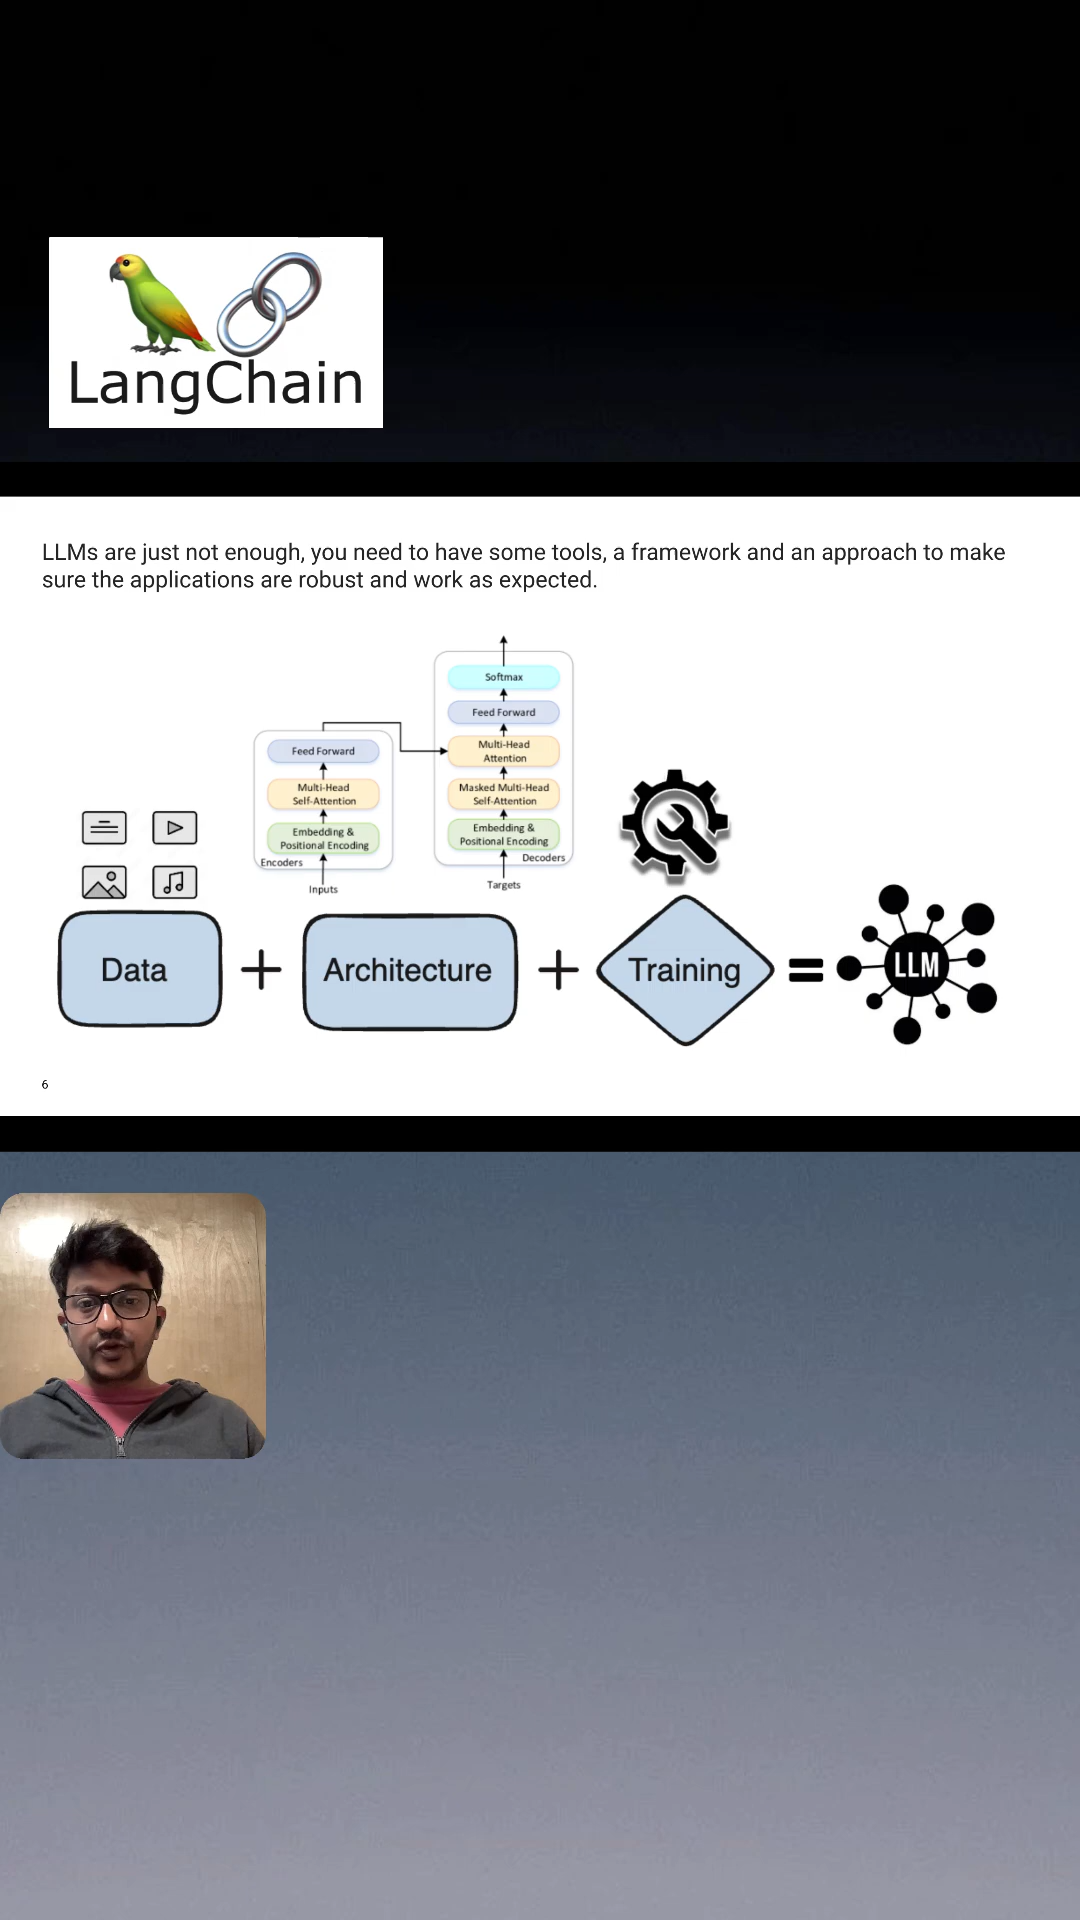 LangChain
LLMs are just not enough, you need to have some tools, a framework and an approach to make
sure the applications are robust and work as expected.
Softmax
Feed Forward
Multi-Head
Attention
Masked Multi-Head
Self-Attention
Embedding &
Positional Encoding
Decoders
Targets
Feed Forward
Multi-Head
Self-Attention
Embedding &
Positional Encoding
Encoders
Inputs
Data + Architecture + Training = LLM
6